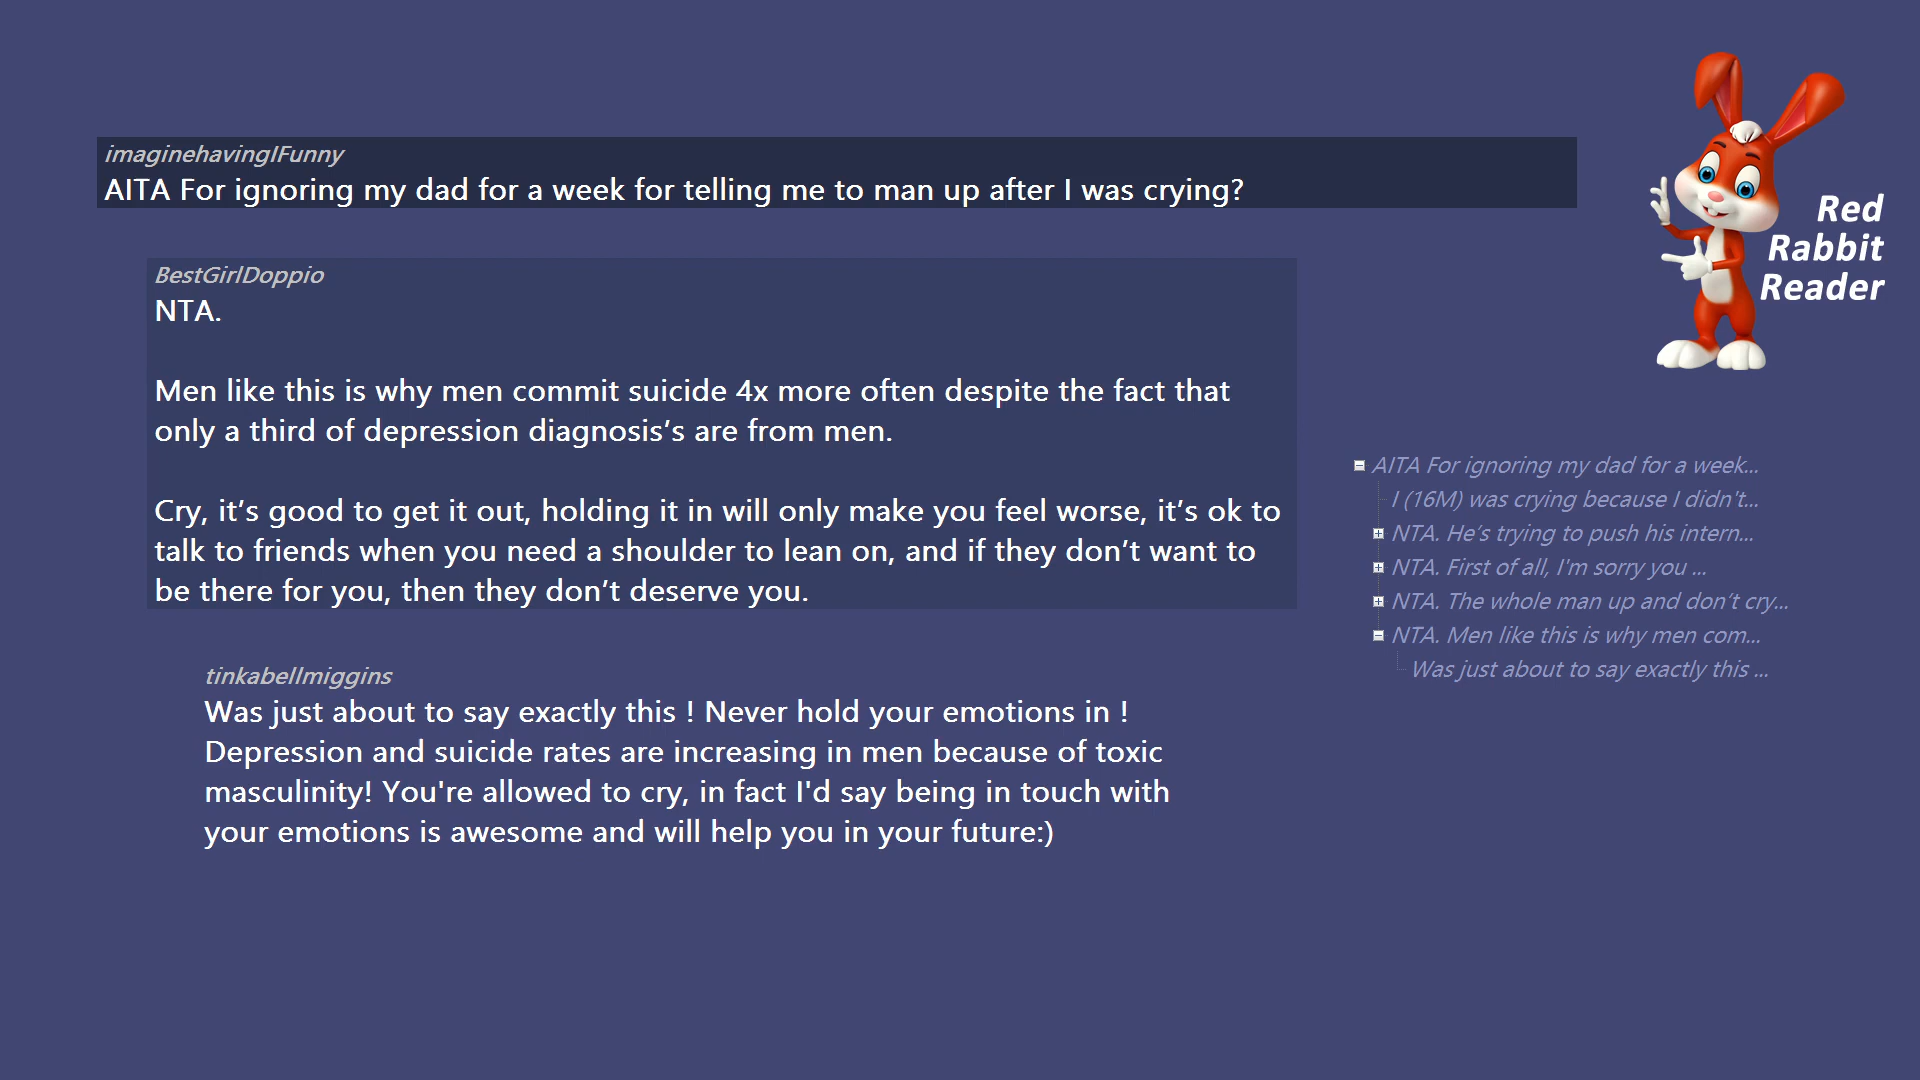 imaginehavingIFunny
AITA For ignoring my dad for a week for telling me to man up after I was crying?
BestGirlDoppio
NTA.
Men like this is why men commit suicide 4x more often despite the fact that
only a third of depression diagnosis’s are from men.
Cry, it’s good to get it out, holding it in will only make you feel worse, it’s ok to
talk to friends when you need a shoulder to lean on, and if they don’t want to
be there for you, then they don’t deserve you.
tinkabellmiggins
Was just about to say exactly this ! Never hold your emotions in !
Depression and suicide rates are increasing in men because of toxic
masculinity! You're allowed to cry, in fact I'd say being in touch with
your emotions is awesome and will help you in your future:)
Red
Rabbit
Reader
AITA For ignoring my dad for a week...
I (16M) was crying because I didn't...
NTA. He’s trying to push his intern...
NTA. First of all, I'm sorry you ...
NTA. The whole man up and don’t cry...
NTA. Men like this is why men com...
Was just about to say exactly this ...